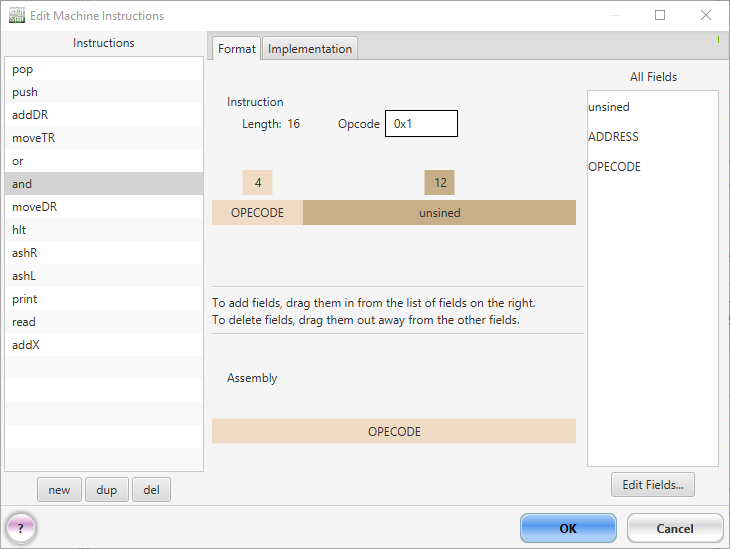 Edit Machine Instructions
Instructions
pop
push
addDR
moveTR
or
and
moveDR
hlt
ashR
ashL
print
read
addX
new dup del
Format Implementation
Instruction
Length: 16 Opcode 0x1
4 12
OPECODE unsined
To add fields, drag them in from the list of fields on the right.
To delete fields, drag them out away from the other fields.
Assembly
OPECODE
All Fields
unsined
ADDRESS
OPECODE
Edit Fields...
? OK Cancel